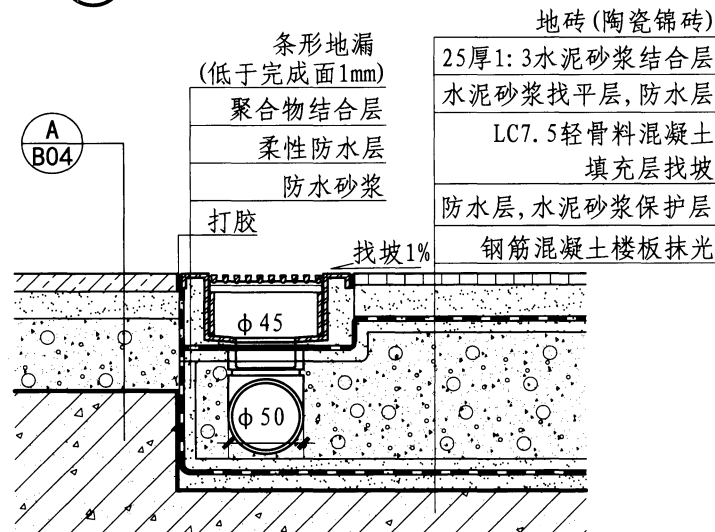 条形地漏
(低于完成面1mm)
聚合物结合层
柔性防水层
防水砂浆
打胶
找坡1%
地砖(陶瓷锦砖)
25厚1:3水泥砂浆结合层
水泥砂浆找平层,防水层
LC7.5轻骨料混凝土
填充层找坡
防水层,水泥砂浆保护层
钢筋混凝土楼板抹光
A
B04
ф45
ф50